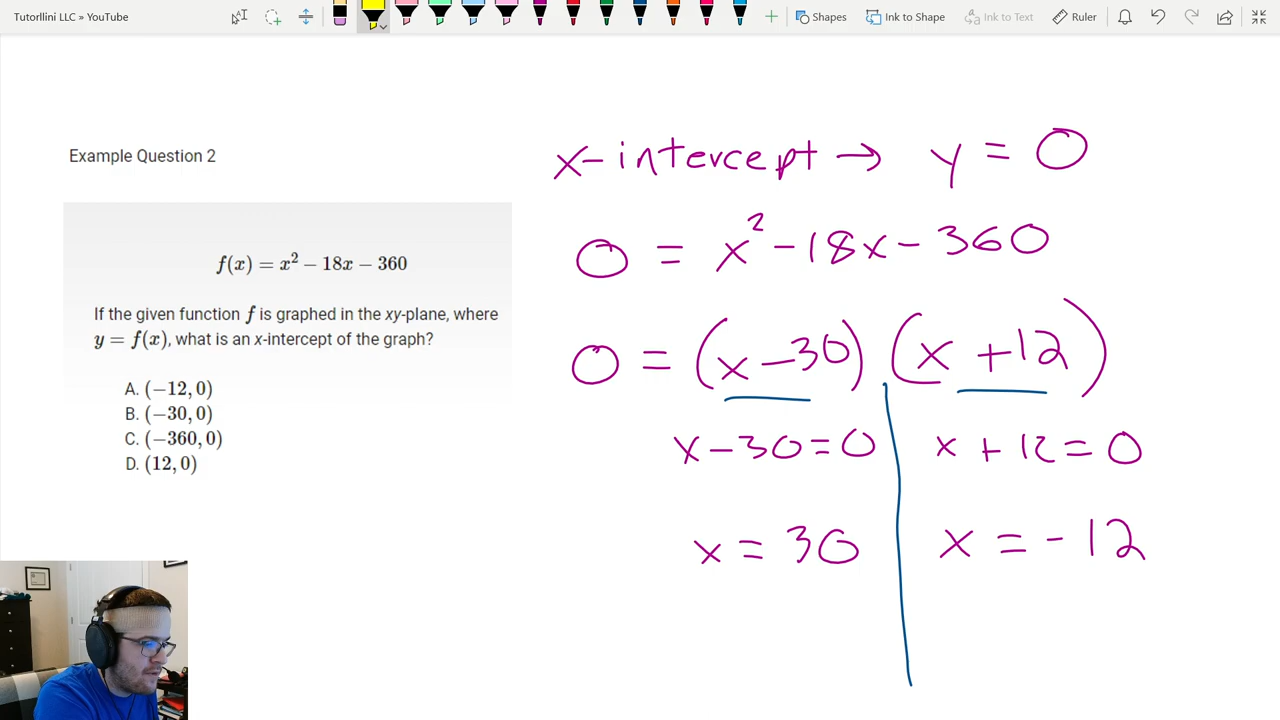 Tutorllini LLC » YouTube
Shapes
Ink to Shape
Ink to Text
Ruler
Example Question 2
f(x) = x² − 18x − 360
If the given function f is graphed in the xy-plane, where
y = f(x), what is an x-intercept of the graph?
A. (−12, 0)
B. (−30, 0)
C. (−360, 0)
D. (12, 0)
x-intercept → y = 0
0 = x² - 18x - 360
0 = (x - 30) (x + 12)
x - 30 = 0
x + 12 = 0
x = 30
x = -12